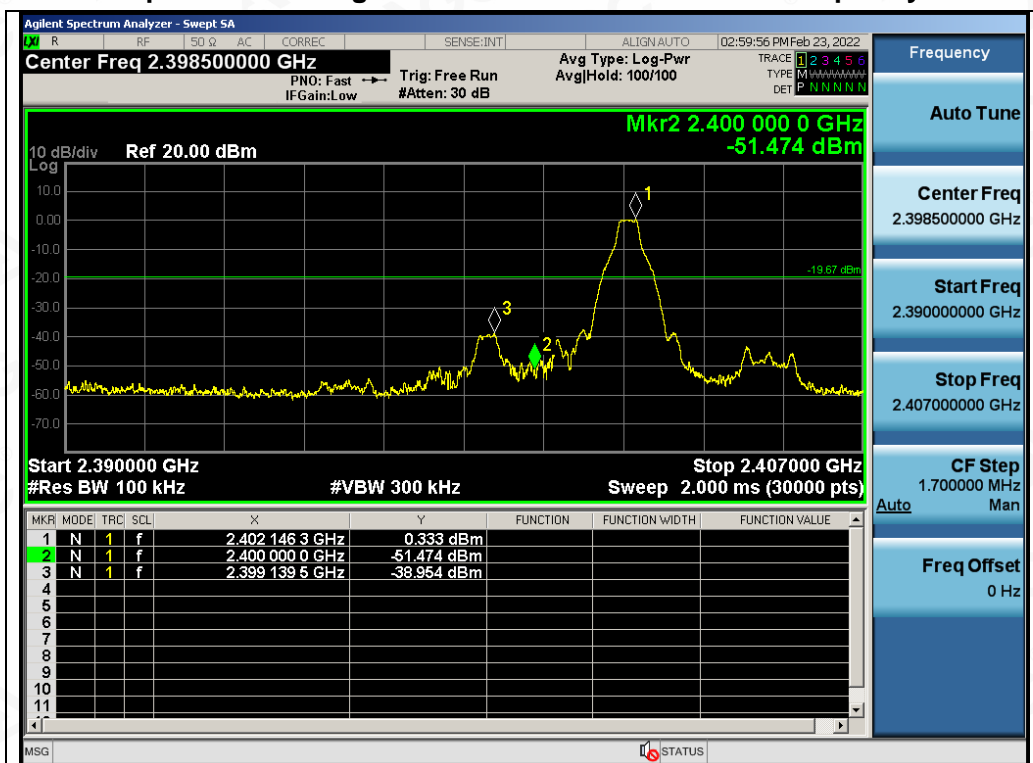 Agilent Spectrum Analyzer - Swept SA
LXI R RF 50 Ω AC CORREC SENSE:INT ALIGN AUTO 02:59:56 PM Feb 23, 2022
Center Freq 2.398500000 GHz
PNO: Fast
IFGain:Low
Trig: Free Run
#Atten: 30 dB
Avg Type: Log-Pwr
Avg|Hold: 100/100
TRACE 1 2 3 4 5 6
TYPE M WWWWW
DET P N N N N N
Mkr2 2.400 000 0 GHz
-51.474 dBm
10 dB/div Ref 20.00 dBm
Log
10.0
0.00
-10.0
-20.0
-30.0
-40.0
-50.0
-60.0
-70.0
1
-19.67 dBm
3
2
Start 2.390000 GHz Stop 2.407000 GHz
#Res BW 100 kHz #VBW 300 kHz Sweep 2.000 ms (30000 pts)
MKR MODE TRC SCL X Y FUNCTION FUNCTION WIDTH FUNCTION VALUE
1 N 1 f 2.402 146 3 GHz 0.333 dBm
2 N 1 f 2.400 000 0 GHz -51.474 dBm
3 N 1 f 2.399 139 5 GHz -38.954 dBm
4
5
6
7
8
9
10
11
MSG STATUS
Frequency
Auto Tune
Center Freq
2.398500000 GHz
Start Freq
2.390000000 GHz
Stop Freq
2.407000000 GHz
CF Step
1.700000 MHz
Auto Man
Freq Offset
0 Hz